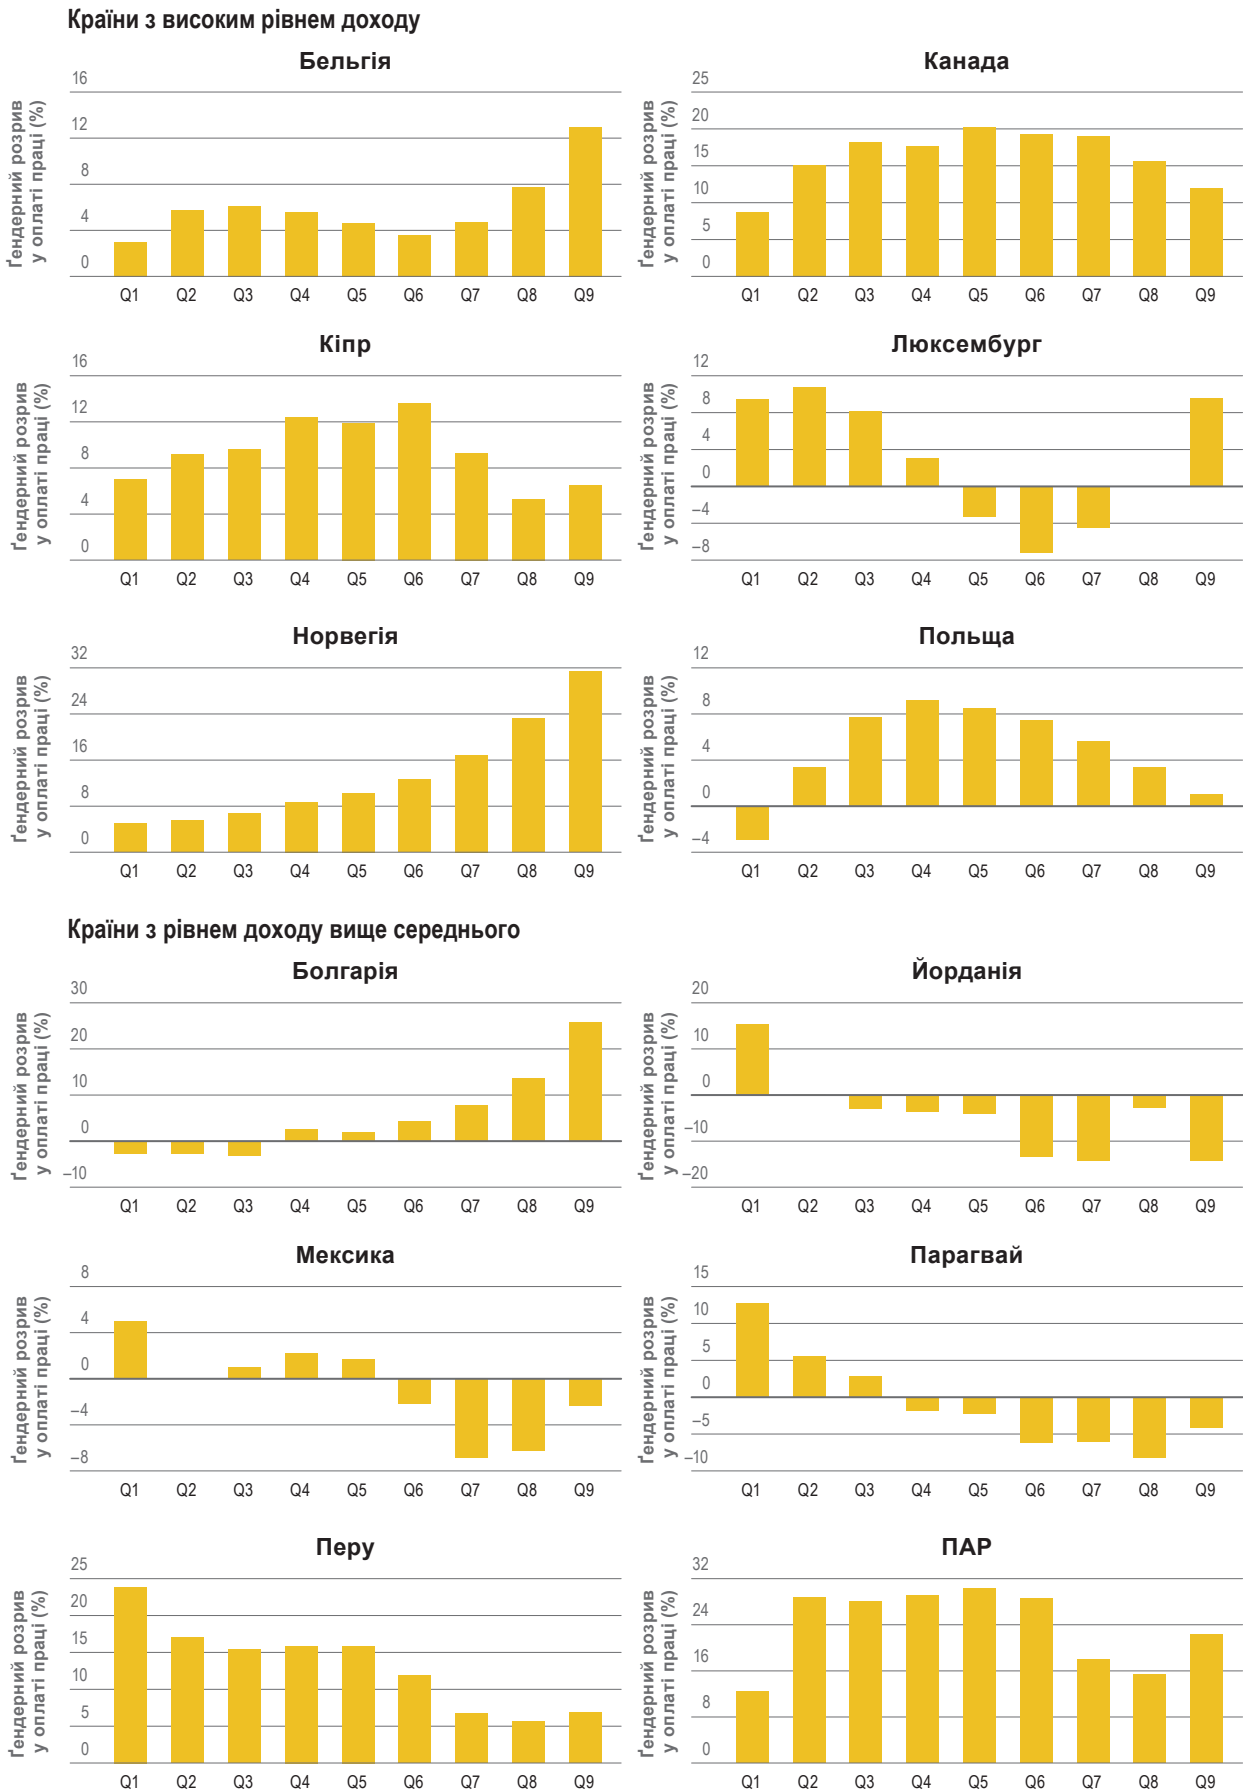 Країни з високим рівнем доходу
Бельгія
Ґендерний розрив
у оплаті праці (%)
16
12
8
4
0
Q1 Q2 Q3 Q4 Q5 Q6 Q7 Q8 Q9
Канада
Ґендерний розрив
у оплаті праці (%)
25
20
15
10
5
0
Q1 Q2 Q3 Q4 Q5 Q6 Q7 Q8 Q9
Кіпр
Ґендерний розрив
у оплаті праці (%)
16
12
8
4
0
Q1 Q2 Q3 Q4 Q5 Q6 Q7 Q8 Q9
Люксембург
Ґендерний розрив
у оплаті праці (%)
12
8
4
0
–4
–8
Q1 Q2 Q3 Q4 Q5 Q6 Q7 Q8 Q9
Норвегія
Ґендерний розрив
у оплаті праці (%)
32
24
16
8
0
Q1 Q2 Q3 Q4 Q5 Q6 Q7 Q8 Q9
Польща
Ґендерний розрив
у оплаті праці (%)
12
8
4
0
–4
Q1 Q2 Q3 Q4 Q5 Q6 Q7 Q8 Q9
Країни з рівнем доходу вище середнього
Болгарія
Ґендерний розрив
у оплаті праці (%)
30
20
10
0
–10
Q1 Q2 Q3 Q4 Q5 Q6 Q7 Q8 Q9
Йорданія
Ґендерний розрив
у оплаті праці (%)
20
10
0
–10
–20
Q1 Q2 Q3 Q4 Q5 Q6 Q7 Q8 Q9
Мексика
Ґендерний розрив
у оплаті праці (%)
8
4
0
–4
–8
Q1 Q2 Q3 Q4 Q5 Q6 Q7 Q8 Q9
Парагвай
Ґендерний розрив
у оплаті праці (%)
15
10
5
0
–5
–10
Q1 Q2 Q3 Q4 Q5 Q6 Q7 Q8 Q9
Перу
Ґендерний розрив
у оплаті праці (%)
25
20
15
10
5
0
Q1 Q2 Q3 Q4 Q5 Q6 Q7 Q8 Q9
ПАР
Ґендерний розрив
у оплаті праці (%)
32
24
16
8
0
Q1 Q2 Q3 Q4 Q5 Q6 Q7 Q8 Q9